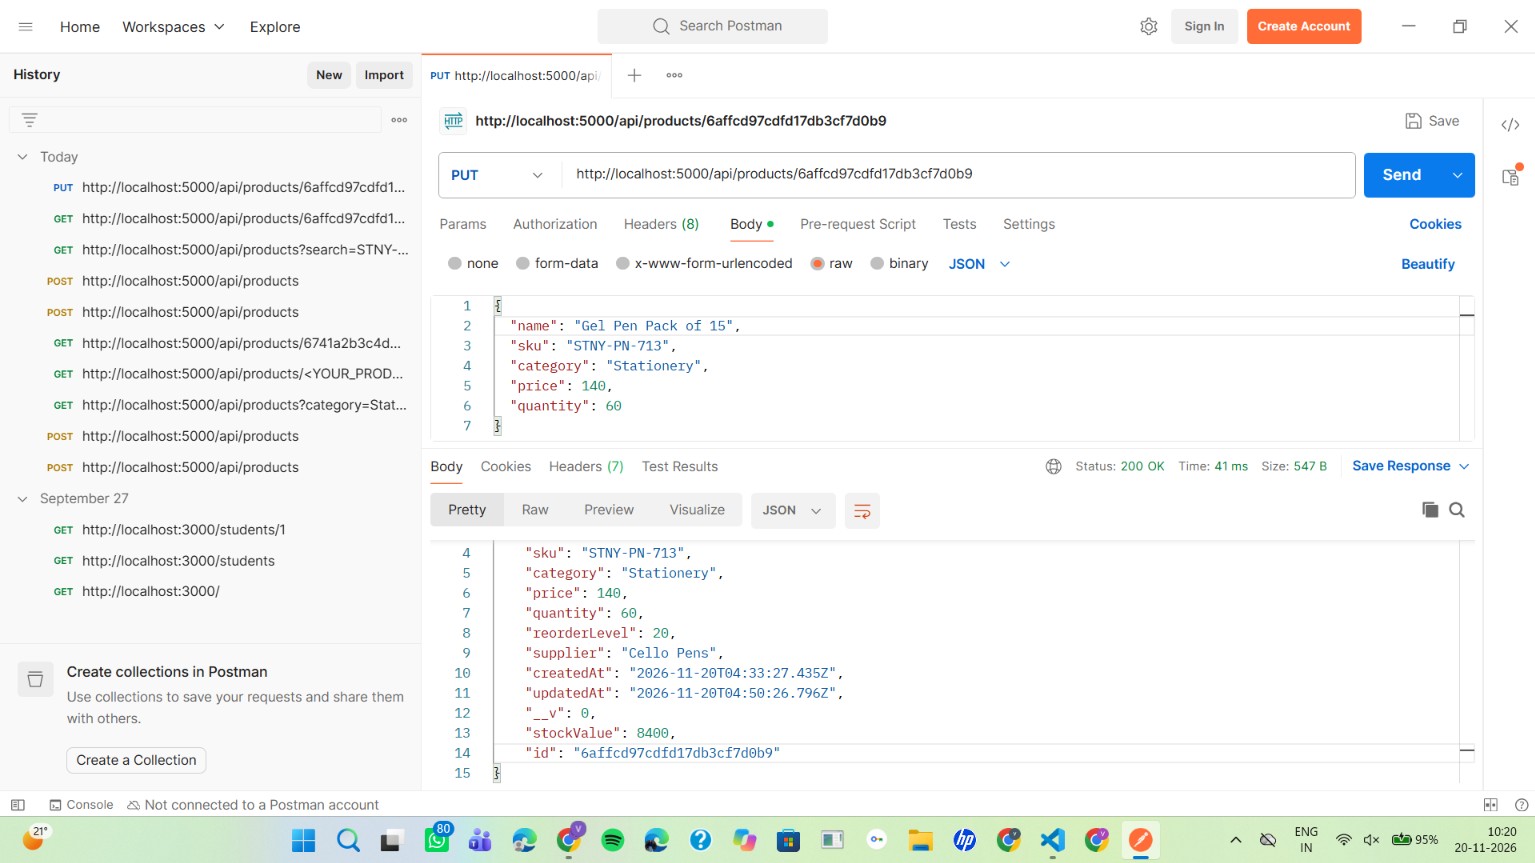 Home
Workspaces
Explore
Search Postman
Sign In
Create Account
History
New
Import
PUT http://localhost:5000/api/
Today
PUT http://localhost:5000/api/products/6affcd97cdfd1...
GET http://localhost:5000/api/products/6affcd97cdfd1...
GET http://localhost:5000/api/products?search=STNY-...
POST http://localhost:5000/api/products
POST http://localhost:5000/api/products
GET http://localhost:5000/api/products/6741a2b3c4d...
GET http://localhost:5000/api/products/<YOUR_PROD...
GET http://localhost:5000/api/products?category=Stat...
POST http://localhost:5000/api/products
POST http://localhost:5000/api/products
September 27
GET http://localhost:3000/students/1
GET http://localhost:3000/students
GET http://localhost:3000/
Create collections in Postman
Use collections to save your requests and share them
with others.
Create a Collection
HTTP http://localhost:5000/api/products/6affcd97cdfd17db3cf7d0b9
Save
PUT http://localhost:5000/api/products/6affcd97cdfd17db3cf7d0b9
Send
Params Authorization Headers (8) Body Pre-request Script Tests Settings Cookies
none form-data x-www-form-urlencoded raw binary JSON Beautify
1 {
2 "name": "Gel Pen Pack of 15",
3 "sku": "STNY-PN-713",
4 "category": "Stationery",
5 "price": 140,
6 "quantity": 60
7 }
Body Cookies Headers (7) Test Results Status: 200 OK Time: 41 ms Size: 547 B Save Response
Pretty Raw Preview Visualize JSON
4 "sku": "STNY-PN-713",
5 "category": "Stationery",
6 "price": 140,
7 "quantity": 60,
8 "reorderLevel": 20,
9 "supplier": "Cello Pens",
10 "createdAt": "2026-11-20T04:33:27.435Z",
11 "updatedAt": "2026-11-20T04:50:26.796Z",
12 "__v": 0,
13 "stockValue": 8400,
14 "id": "6affcd97cdfd17db3cf7d0b9"
15 }
Console Not connected to a Postman account
21°
80
ENG
IN
95%
10:20
20-11-2026